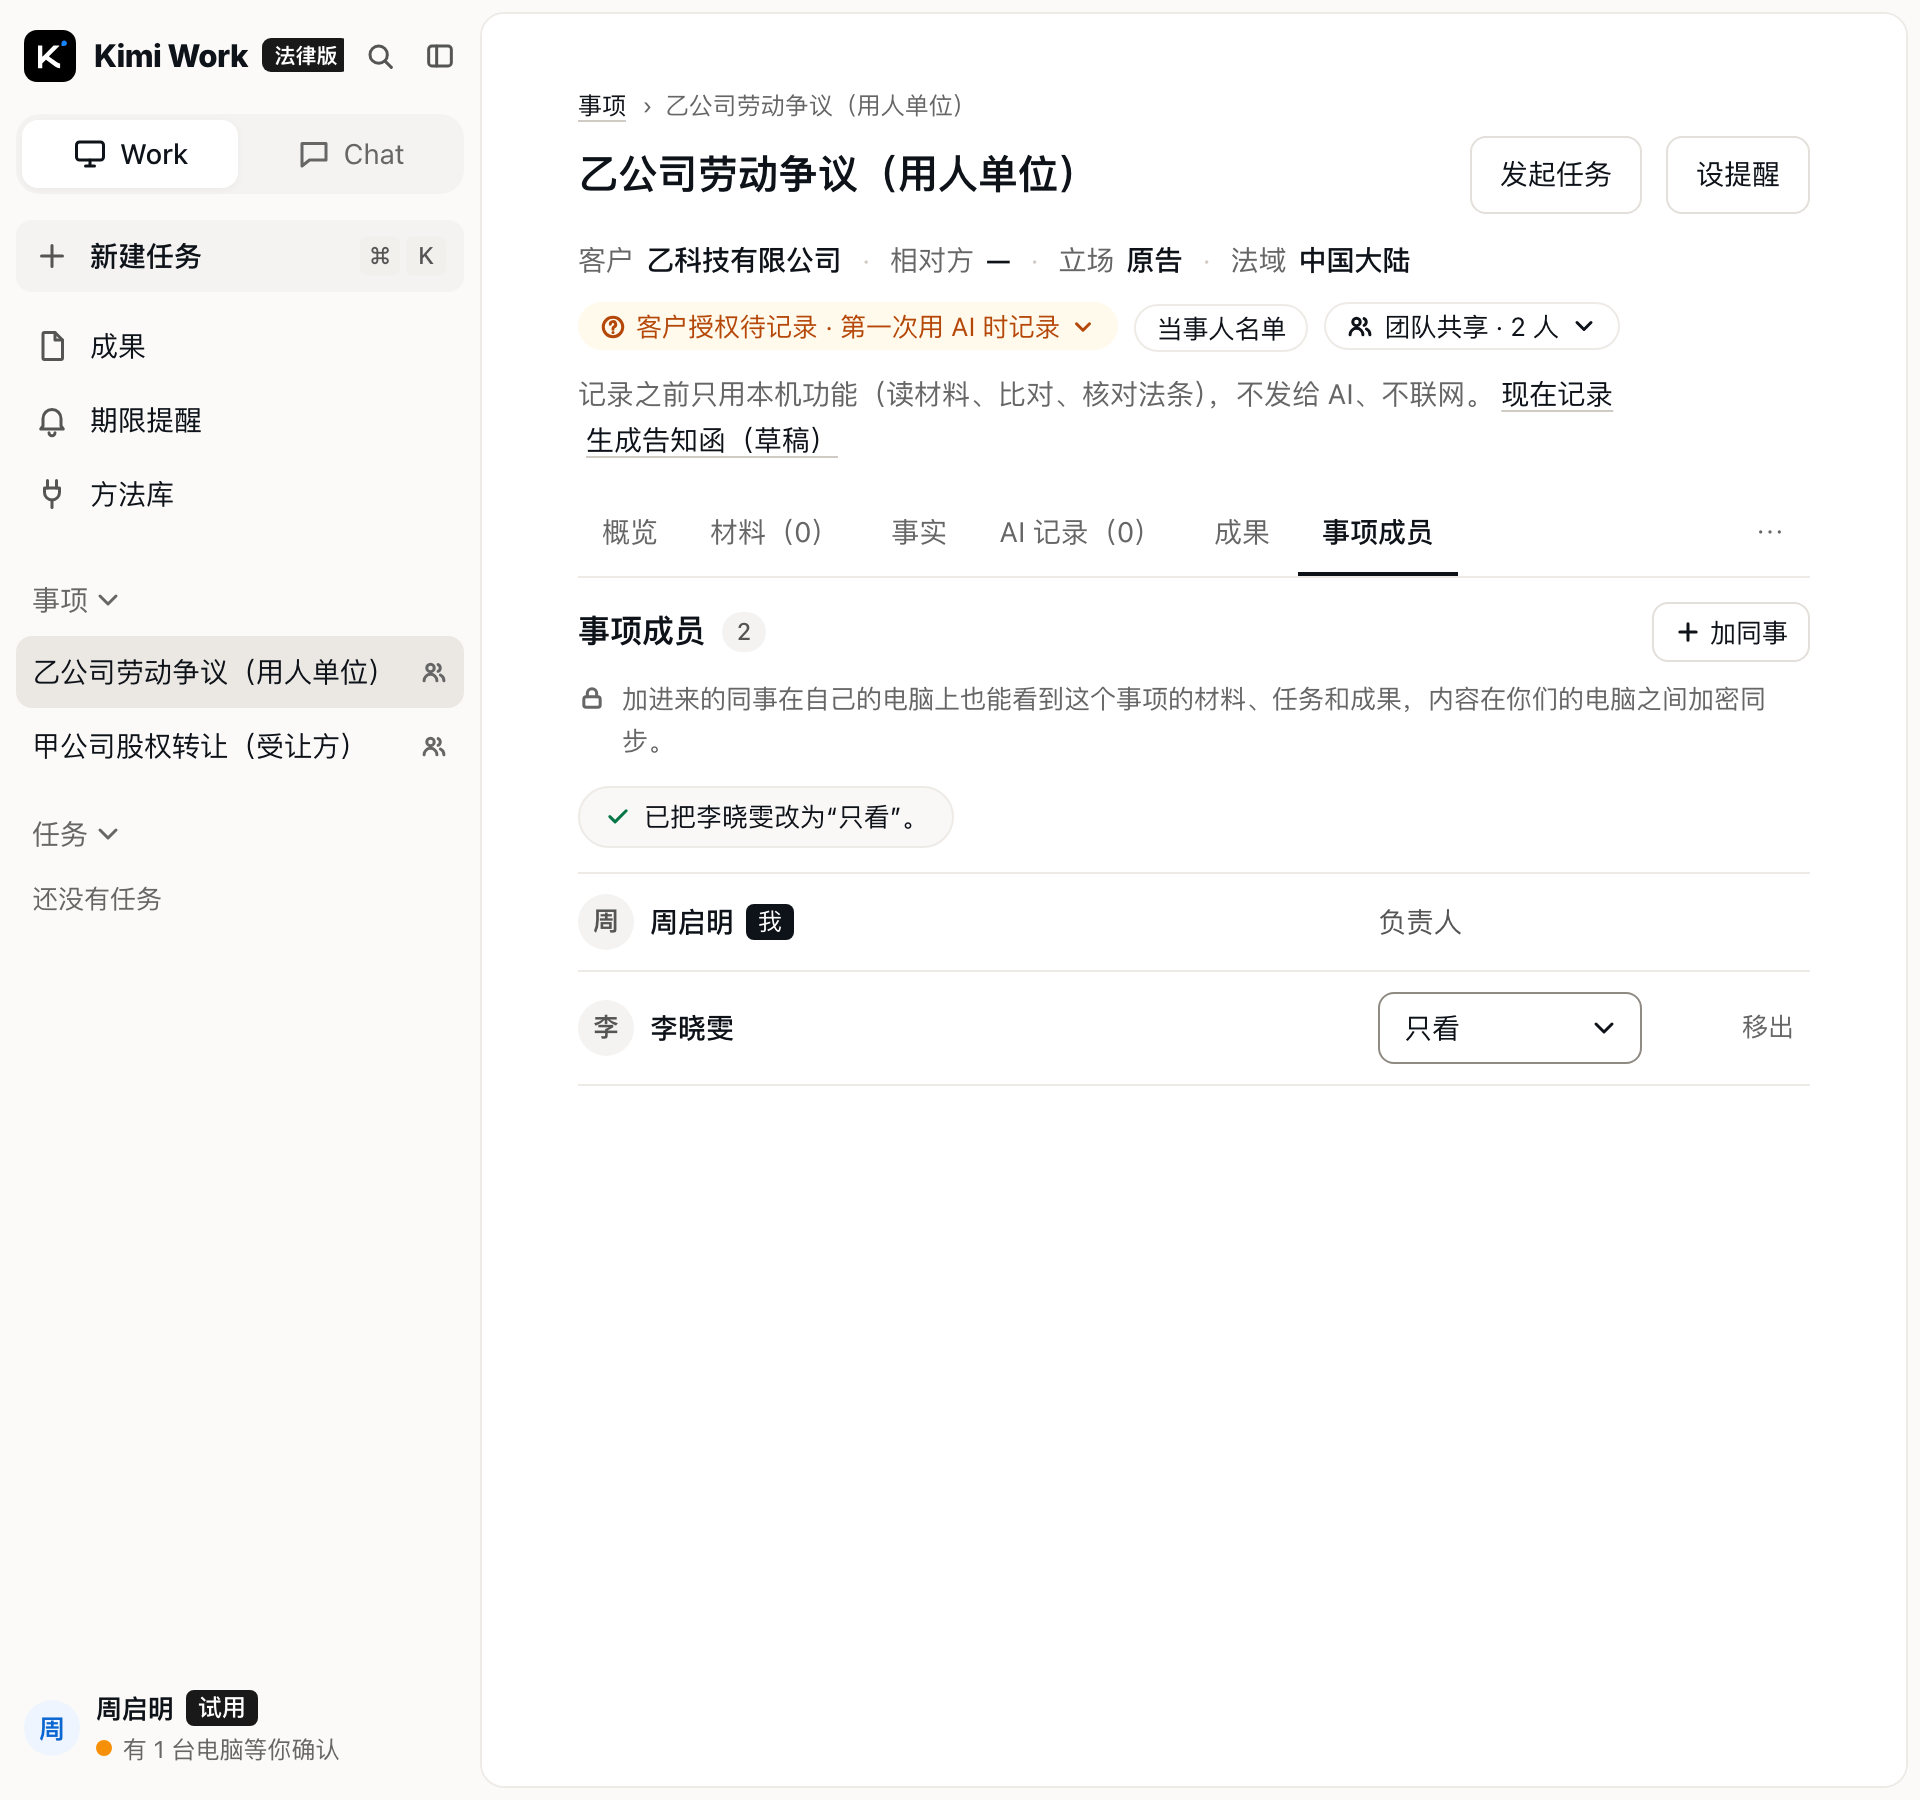 Kimi Work 法律版
Work
Chat
新建任务 ⌘ K
成果
期限提醒
方法库
事项
乙公司劳动争议（用人单位）
甲公司股权转让（受让方）
任务
还没有任务
周 周启明 试用
有 1 台电脑等你确认
事项 › 乙公司劳动争议（用人单位）
乙公司劳动争议（用人单位）
发起任务
设提醒
客户 乙科技有限公司 · 相对方 — · 立场 原告 · 法域 中国大陆
客户授权待记录 · 第一次用 AI 时记录
当事人名单
团队共享 · 2 人
记录之前只用本机功能（读材料、比对、核对法条），不发给 AI、不联网。 现在记录
生成告知函（草稿）
概览 材料（0） 事实 AI 记录（0） 成果 事项成员 ···
事项成员 2
加同事
加进来的同事在自己的电脑上也能看到这个事项的材料、任务和成果，内容在你们的电脑之间加密同
步。
已把李晓雯改为“只看”。
周 周启明 我 负责人
李 李晓雯 只看 移出